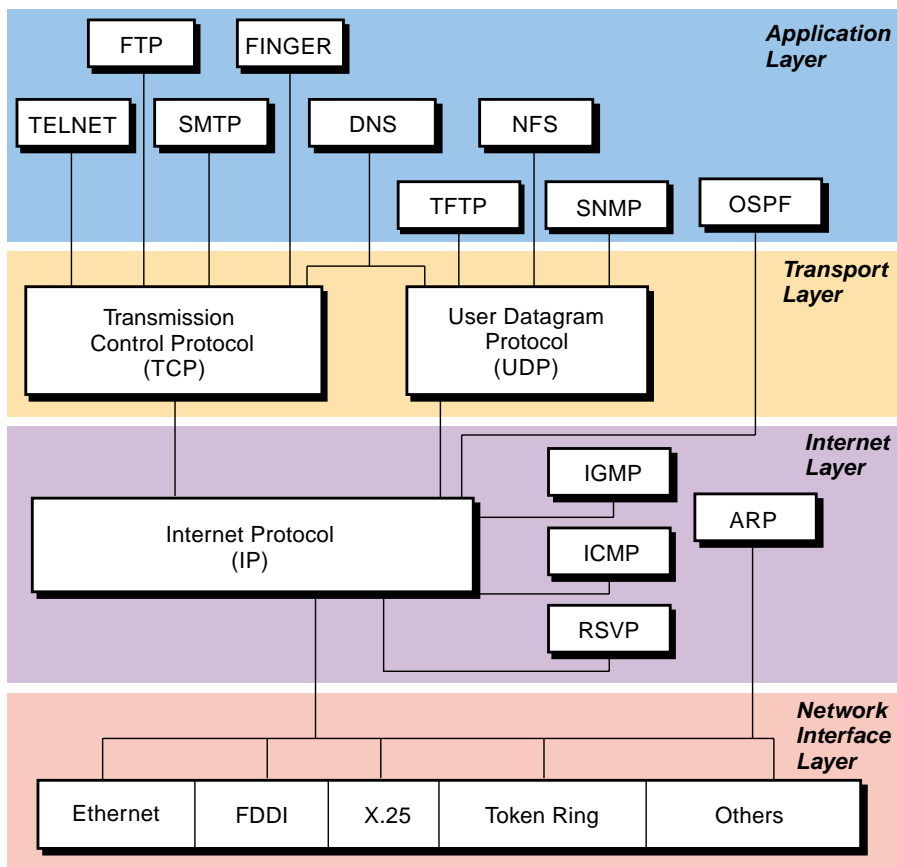 Application
Layer
FTP
FINGER
TELNET
SMTP
DNS
NFS
TFTP
SNMP
OSPF
Transport
Layer
Transmission
Control Protocol
(TCP)
User Datagram
Protocol
(UDP)
Internet
Layer
IGMP
ARP
Internet Protocol
(IP)
ICMP
RSVP
Network
Interface
Layer
Ethernet
FDDI
X.25
Token Ring
Others